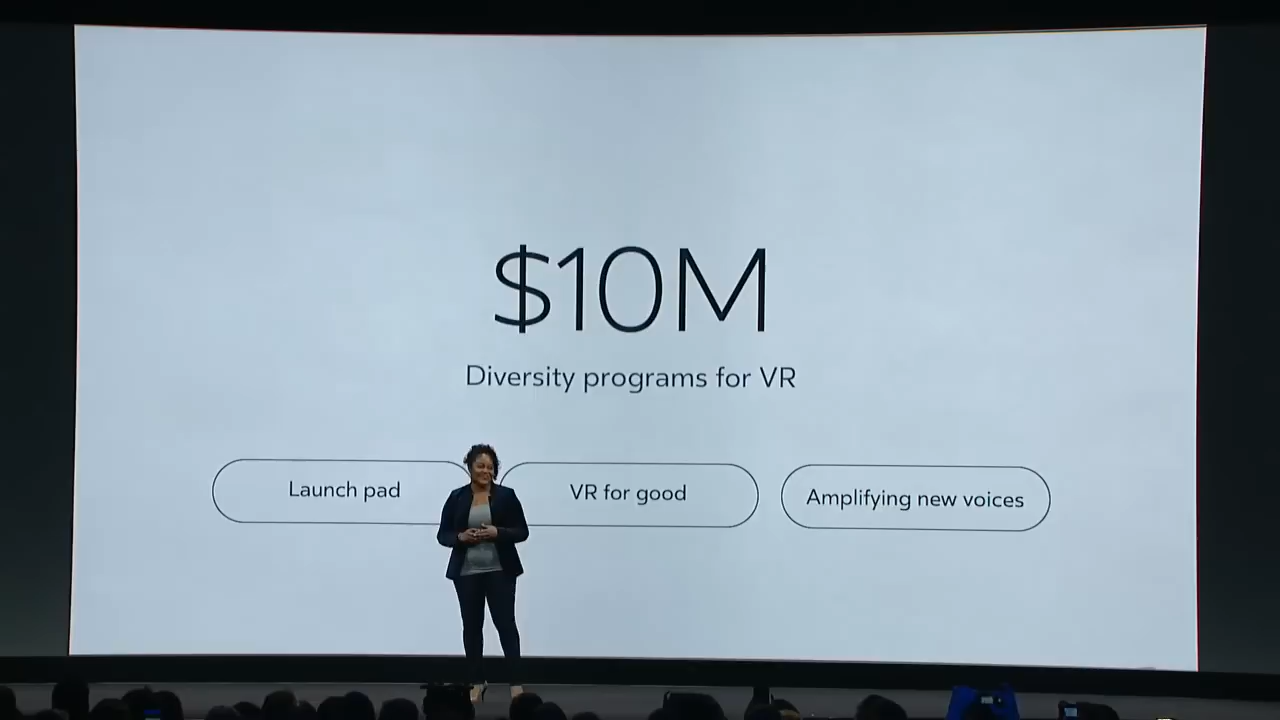 $10M
Diversity programs for VR
Launch pad
VR for good
Amplifying new voices